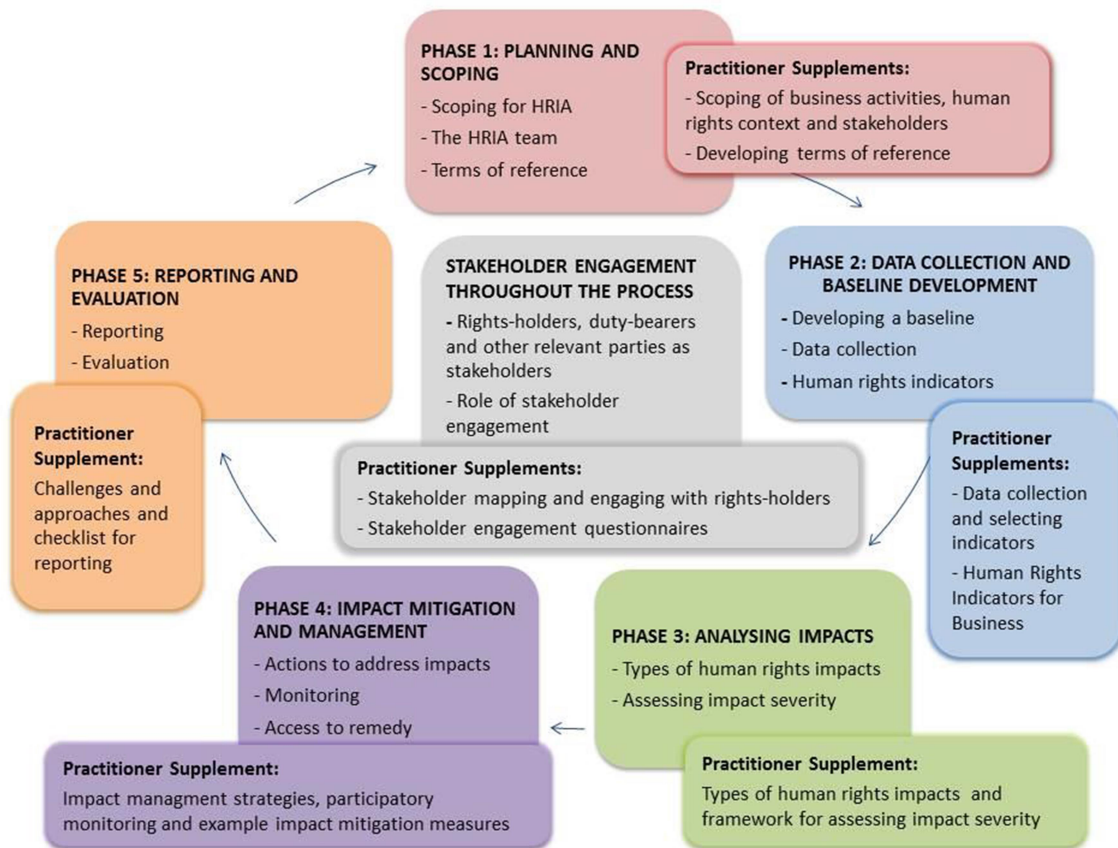 PHASE 1: PLANNING AND
SCOPING
- Scoping for HRIA
- The HRIA team
- Terms of reference
Practitioner Supplements:
- Scoping of business activities, human
rights context and stakeholders
- Developing terms of reference
PHASE 2: DATA COLLECTION AND
BASELINE DEVELOPMENT
- Developing a baseline
- Data collection
- Human rights indicators
Practitioner
Supplements:
- Data collection
and selecting
indicators
- Human Rights
Indicators for
Business
PHASE 3: ANALYSING IMPACTS
- Types of human rights impacts
- Assessing impact severity
Practitioner Supplement:
Types of human rights impacts and
framework for assessing impact severity
PHASE 4: IMPACT MITIGATION
AND MANAGEMENT
- Actions to address impacts
- Monitoring
- Access to remedy
Practitioner Supplement:
Impact managment strategies, participatory
monitoring and example impact mitigation measures
PHASE 5: REPORTING AND
EVALUATION
- Reporting
- Evaluation
Practitioner
Supplement:
Challenges and
approaches and
checklist for
reporting
STAKEHOLDER ENGAGEMENT
THROUGHOUT THE PROCESS
- Rights-holders, duty-bearers
and other relevant parties as
stakeholders
- Role of stakeholder
engagement
Practitioner Supplements:
- Stakeholder mapping and engaging with rights-holders
- Stakeholder engagement questionnaires